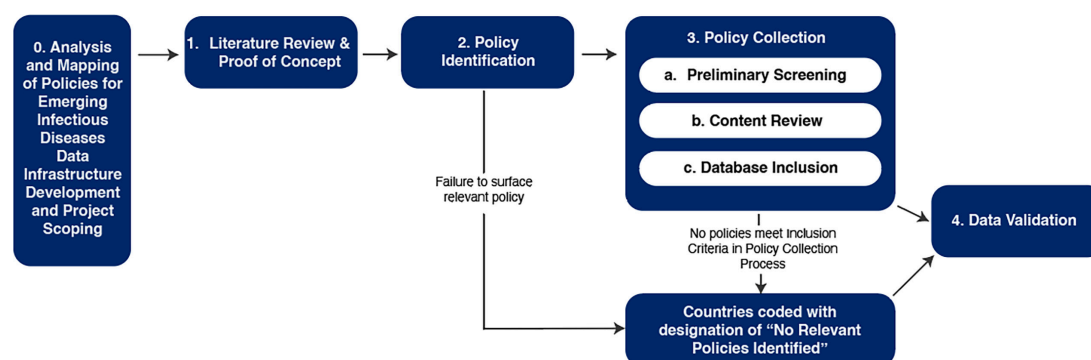 0. Analysis
and Mapping
of Policies for
Emerging
Infectious
Diseases
Data
Infrastructure
Development
and Project
Scoping
1. Literature Review &
Proof of Concept
2. Policy
Identification
3. Policy Collection
a. Preliminary Screening
b. Content Review
c. Database Inclusion
Failure to surface
relevant policy
No policies meet Inclusion
Criteria in Policy Collection
Process
4. Data Validation
Countries coded with
designation of “No Relevant
Policies Identified”